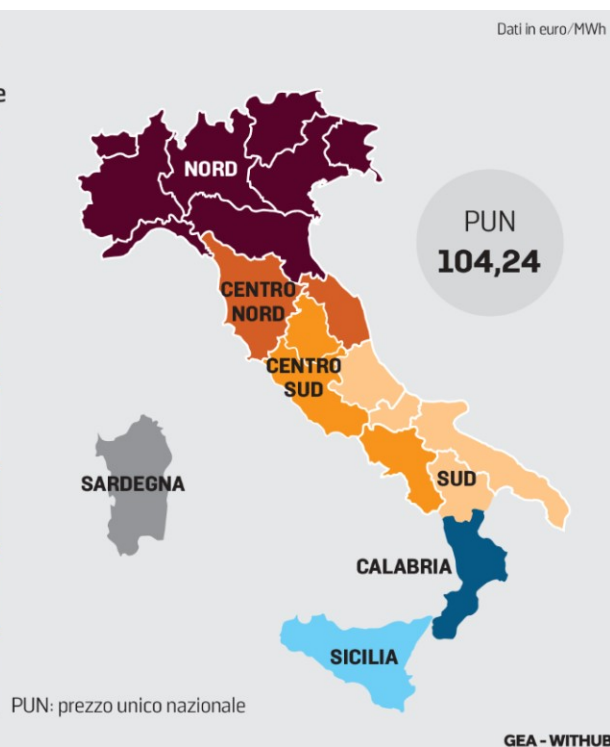 Dati in euro/MWh
e
NORD
PUN
104,24
CENTRO
NORD
CENTRO
SUD
SARDEGNA
SUD
CALABRIA
SICILIA
PUN: prezzo unico nazionale
GEA - WITHUB